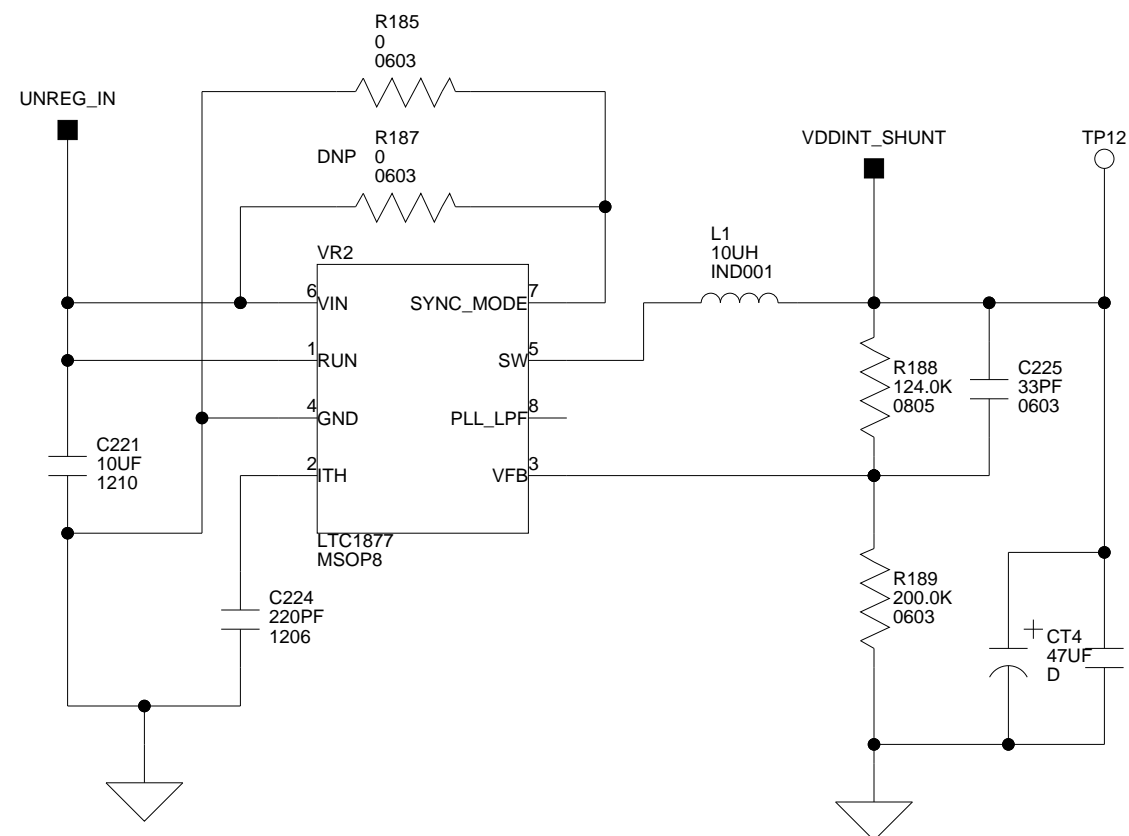 R185
0
0603
UNREG_IN
R187
DNP 0
0603
VDDINT_SHUNT
TP12
L1
10UH
IND001
VR2
6 VIN SYNC_MODE 7
1 RUN SW 5
4 GND PLL_LPF 8
2 ITH VFB 3
LTC1877
MSOP8
R188
124.0K
0805
C225
33PF
0603
C221
10UF
1210
C224
220PF
1206
R189
200.0K
0603
+ CT4
47UF
D